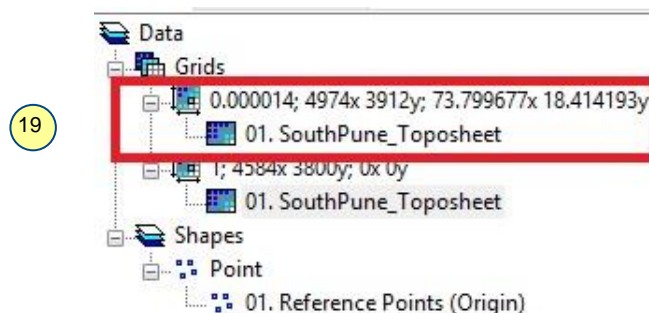 Data
Grids
0.000014; 4974x 3912y; 73.799677x 18.414193y
19
01. SouthPune_Toposheet
1; 4584x 3800y; 0x 0y
01. SouthPune_Toposheet
Shapes
Point
01. Reference Points (Origin)